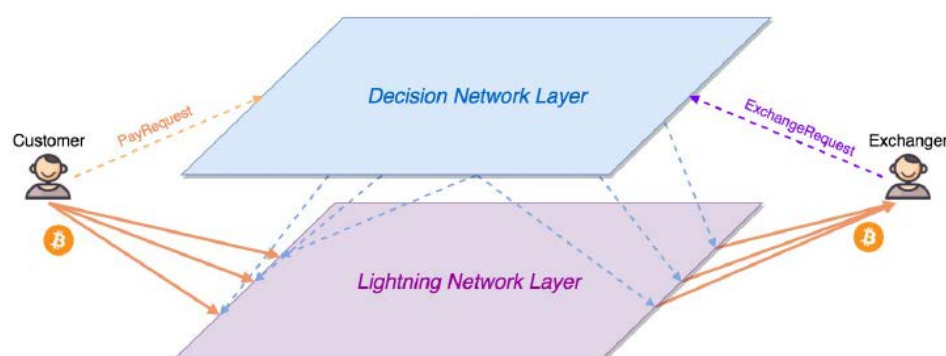 Decision Network Layer
PayRequest
ExchangeRequest
Customer
Exchanger
Lightning Network Layer